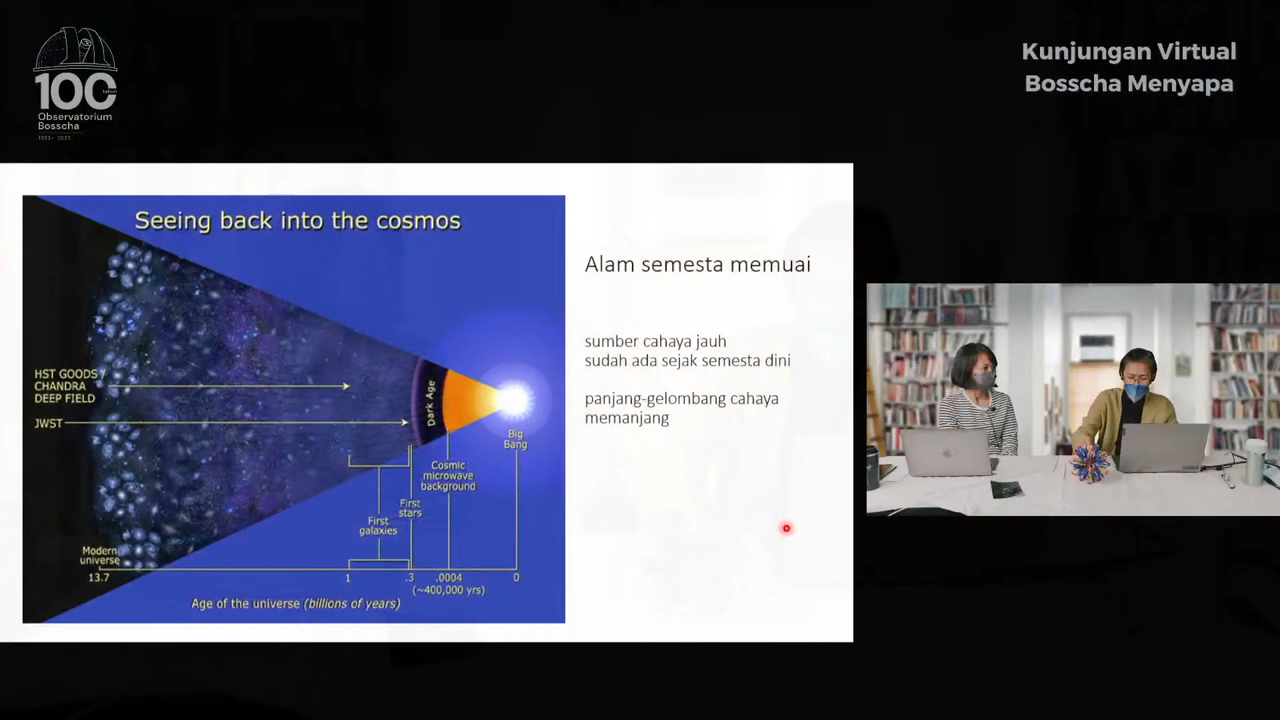 100
tahun
Observatorium
Bosscha
1923 - 2023
Kunjungan Virtual
Bosscha Menyapa
Seeing back into the cosmos
HST GOODS /
CHANDRA
DEEP FIELD
JWST
Dark Age
Big
Bang
Cosmic
microwave
background
First
stars
First
galaxies
Modern
universe
13.7
1
.3
.0004
(~400,000 yrs)
0
Age of the universe (billions of years)
Alam semesta memuai
sumber cahaya jauh
sudah ada sejak semesta dini
panjang-gelombang cahaya
memanjang